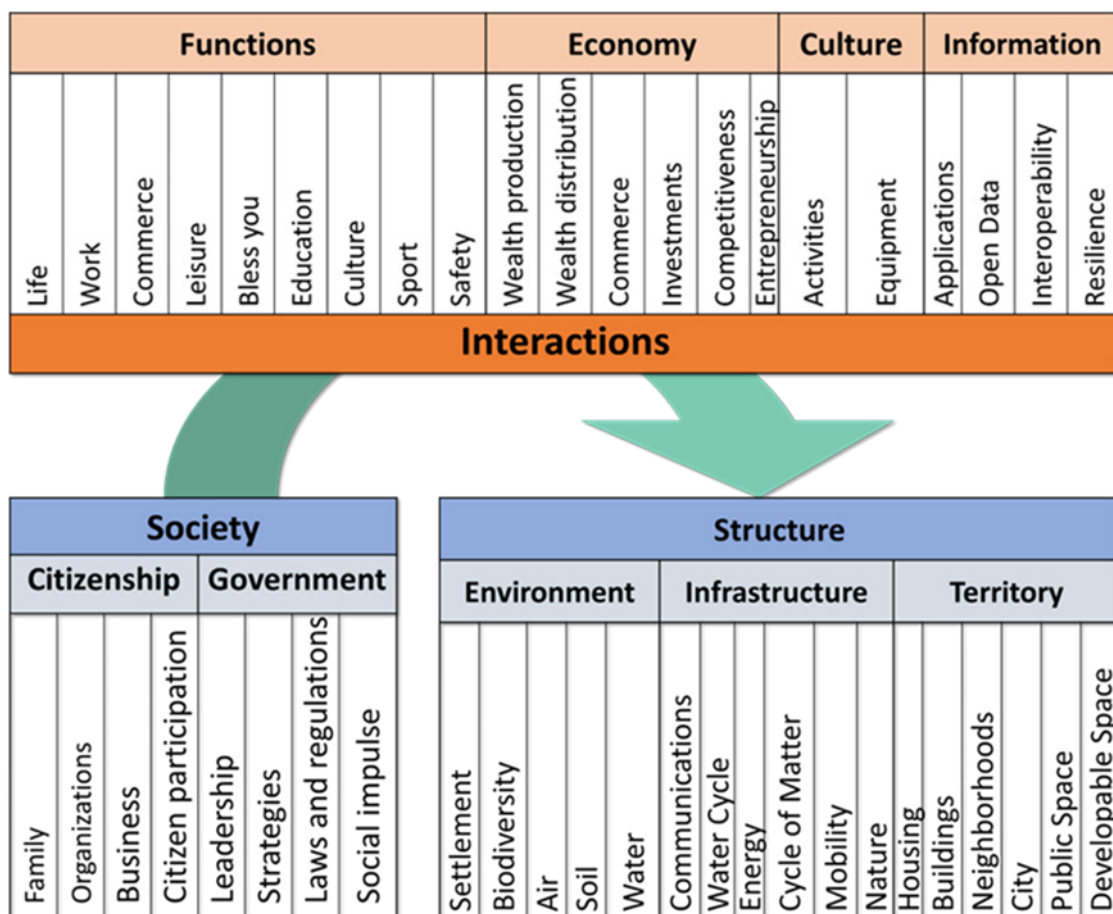 Functions
Economy
Culture
Information
Life
Work
Commerce
Leisure
Bless you
Education
Culture
Sport
Safety
Wealth production
Wealth distribution
Commerce
Investments
Competitiveness
Entrepreneurship
Activities
Equipment
Applications
Open Data
Interoperability
Resilience
Interactions
Society
Citizenship
Government
Family
Organizations
Business
Citizen participation
Leadership
Strategies
Laws and regulations
Social impulse
Structure
Environment
Infrastructure
Territory
Settlement
Biodiversity
Air
Soil
Water
Communications
Water Cycle
Energy
Cycle of Matter
Mobility
Nature
Housing
Buildings
Neighborhoods
City
Public Space
Developable Space